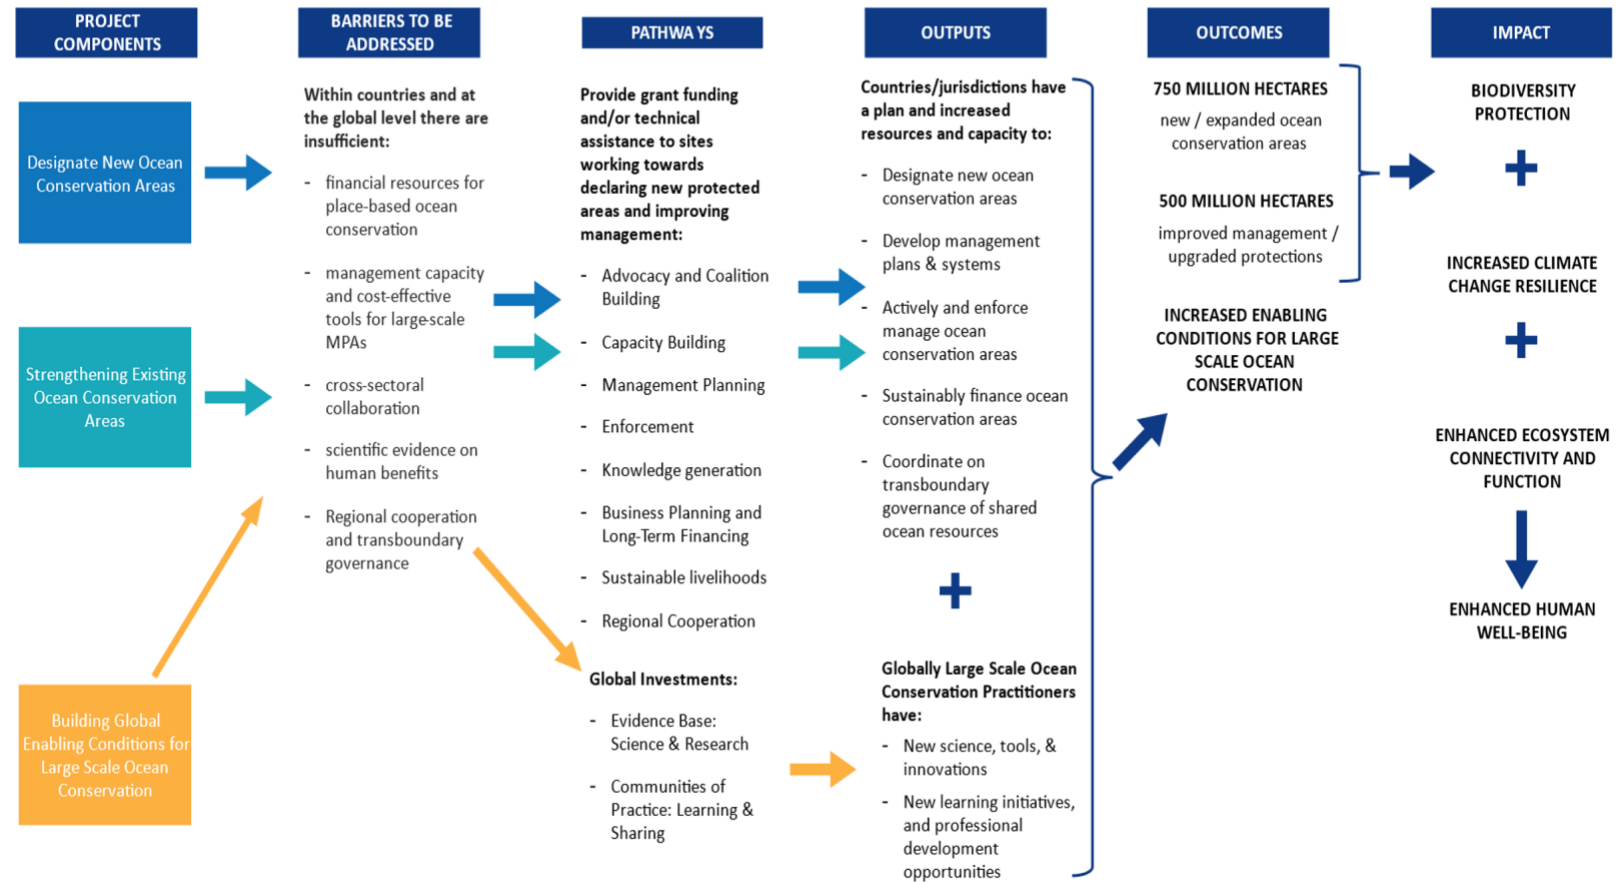 PROJECT
COMPONENTS
Designate New Ocean
Conservation Areas
Strengthening Existing
Ocean Conservation
Areas
Building Global
Enabling Conditions for
Large Scale Ocean
Conservation
BARRIERS TO BE
ADDRESSED
Within countries and at
the global level there are
insufficient:
- financial resources for
place-based ocean
conservation
- management capacity
and cost-effective
tools for large-scale
MPAs
- cross-sectoral
collaboration
- scientific evidence on
human benefits
- Regional cooperation
and transboundary
governance
PATHWA YS
Provide grant funding
and/or technical
assistance to sites
working towards
declaring new protected
areas and improving
management:
- Advocacy and Coalition
Building
- Capacity Building
- Management Planning
- Enforcement
- Knowledge generation
- Business Planning and
Long-Term Financing
- Sustainable livelihoods
- Regional Cooperation
Global Investments:
- Evidence Base:
Science & Research
- Communities of
Practice: Learning &
Sharing
OUTPUTS
Countries/jurisdictions have
a plan and increased
resources and capacity to:
- Designate new ocean
conservation areas
- Develop management
plans & systems
- Actively and enforce
manage ocean
conservation areas
- Sustainably finance ocean
conservation areas
- Coordinate on
transboundary
governance of shared
ocean resources
+
Globally Large Scale Ocean
Conservation Practitioners
have:
- New science, tools, &
innovations
- New learning initiatives,
and professional
development
opportunities
OUTCOMES
750 MILLION HECTARES
new / expanded ocean
conservation areas
500 MILLION HECTARES
improved management /
upgraded protections
INCREASED ENABLING
CONDITIONS FOR LARGE
SCALE OCEAN
CONSERVATION
IMPACT
BIODIVERSITY
PROTECTION
+
INCREASED CLIMATE
CHANGE RESILIENCE
+
ENHANCED ECOSYSTEM
CONNECTIVITY AND
FUNCTION
ENHANCED HUMAN
WELL-BEING